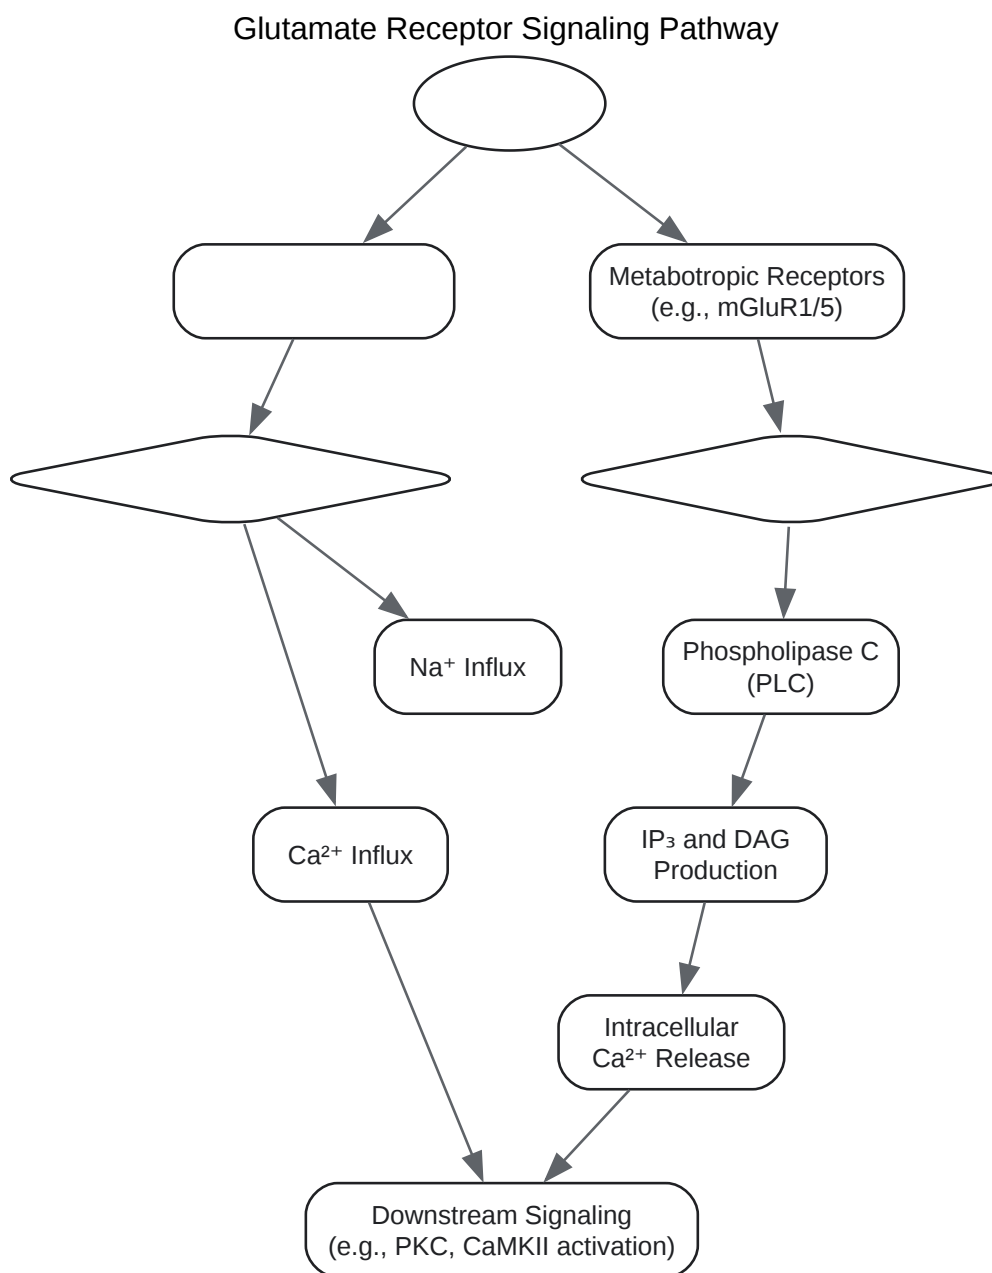 Glutamate Receptor Signaling Pathway
Metabotropic Receptors
(e.g., mGluR1/5)
Na⁺ Influx
Phospholipase C
(PLC)
Ca²⁺ Influx
IP₃ and DAG
Production
Intracellular
Ca²⁺ Release
Downstream Signaling
(e.g., PKC, CaMKII activation)